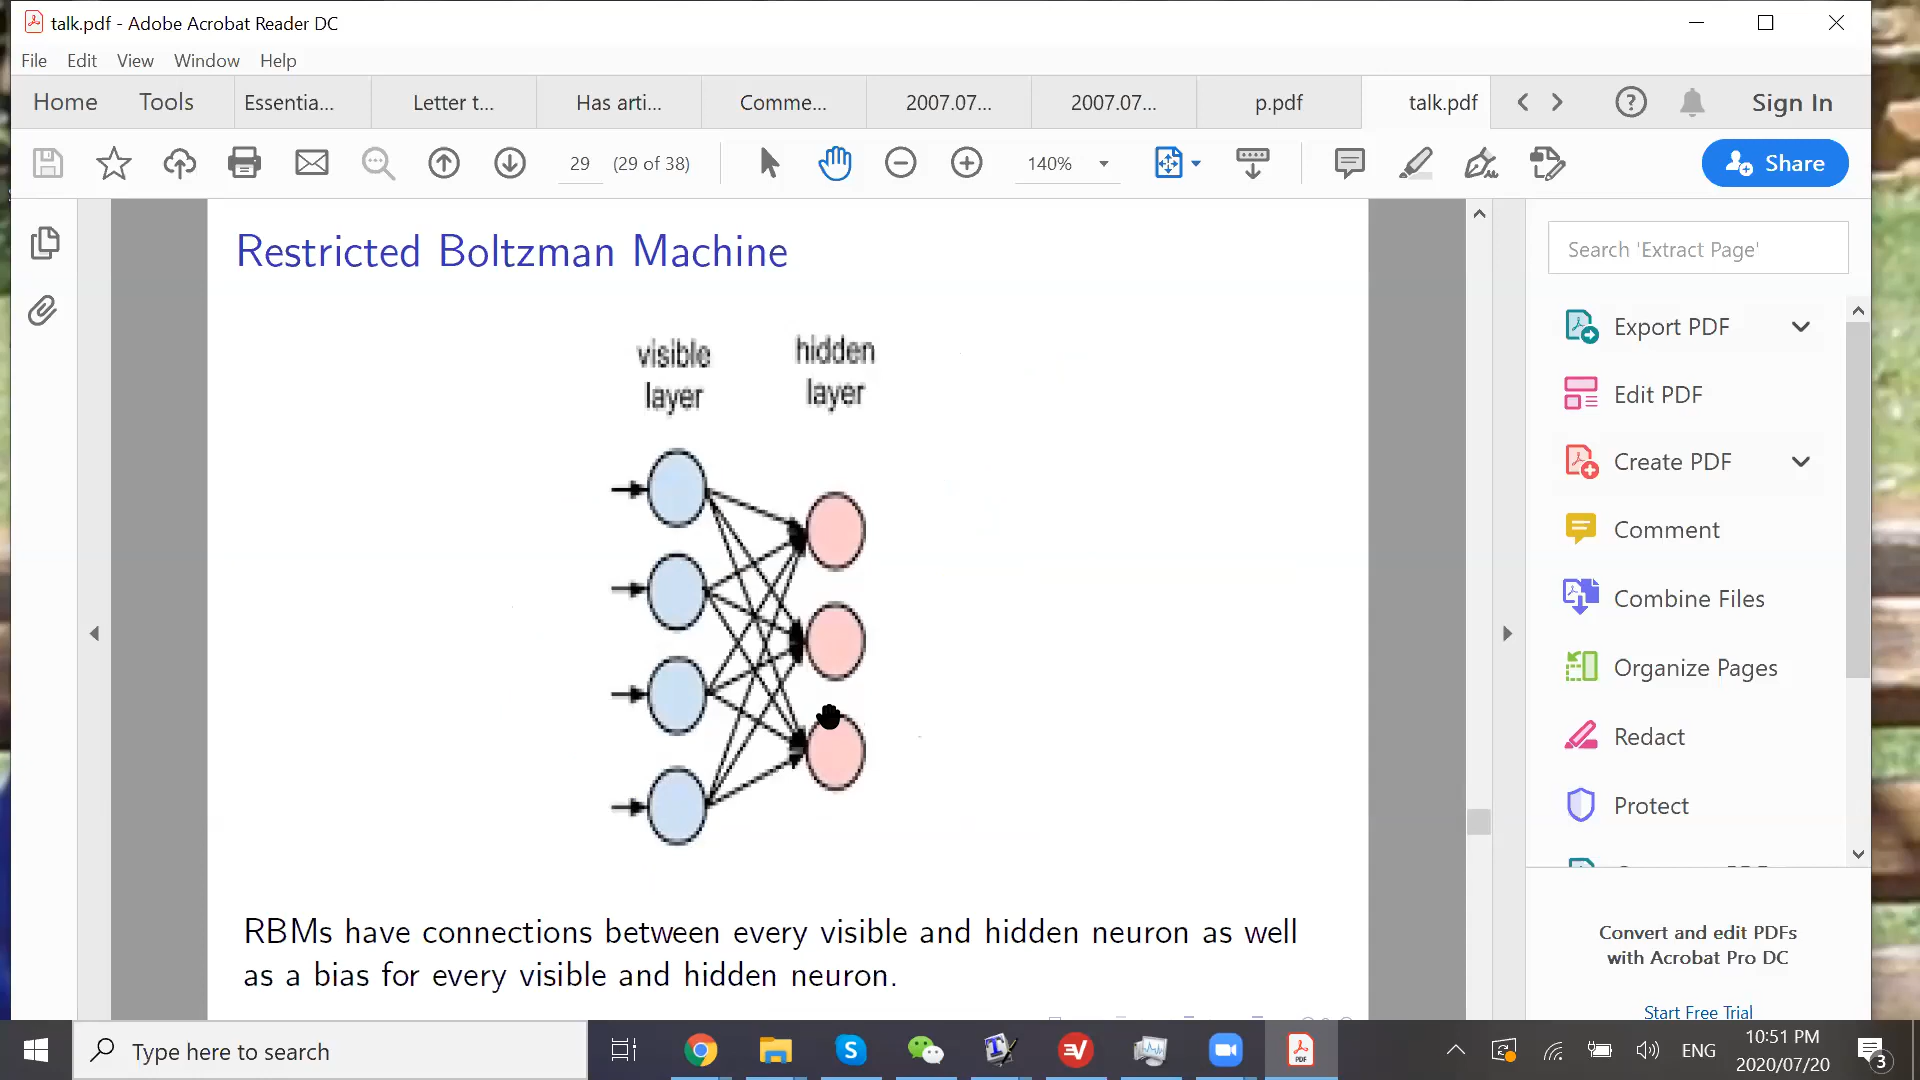 talk.pdf - Adobe Acrobat Reader DC
File Edit View Window Help
Home Tools Essentia... Letter t... Has arti... Comme... 2007.07... 2007.07... p.pdf talk.pdf Sign In
29 (29 of 38) 140% Share
Restricted Boltzman Machine
visible hidden
layer layer
RBMs have connections between every visible and hidden neuron as well
as a bias for every visible and hidden neuron.
Search 'Extract Page'
Export PDF
Edit PDF
Create PDF
Comment
Combine Files
Organize Pages
Redact
Protect
Convert and edit PDFs
with Acrobat Pro DC
Start Free Trial
Type here to search
ENG
10:51 PM
2020/07/20
3